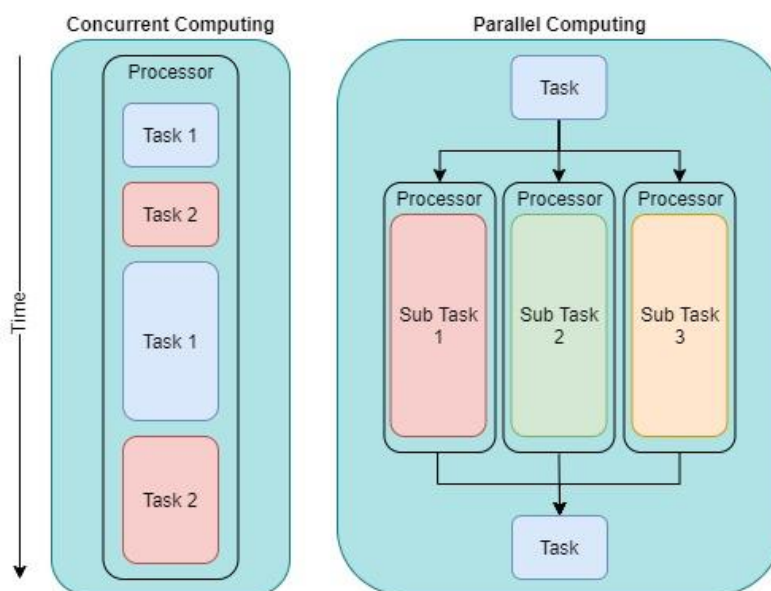 Concurrent Computing
Parallel Computing
Time
Processor
Task 1
Task 2
Task 1
Task 2
Task
Processor
Processor
Processor
Sub Task
1
Sub Task
2
Sub Task
3
Task